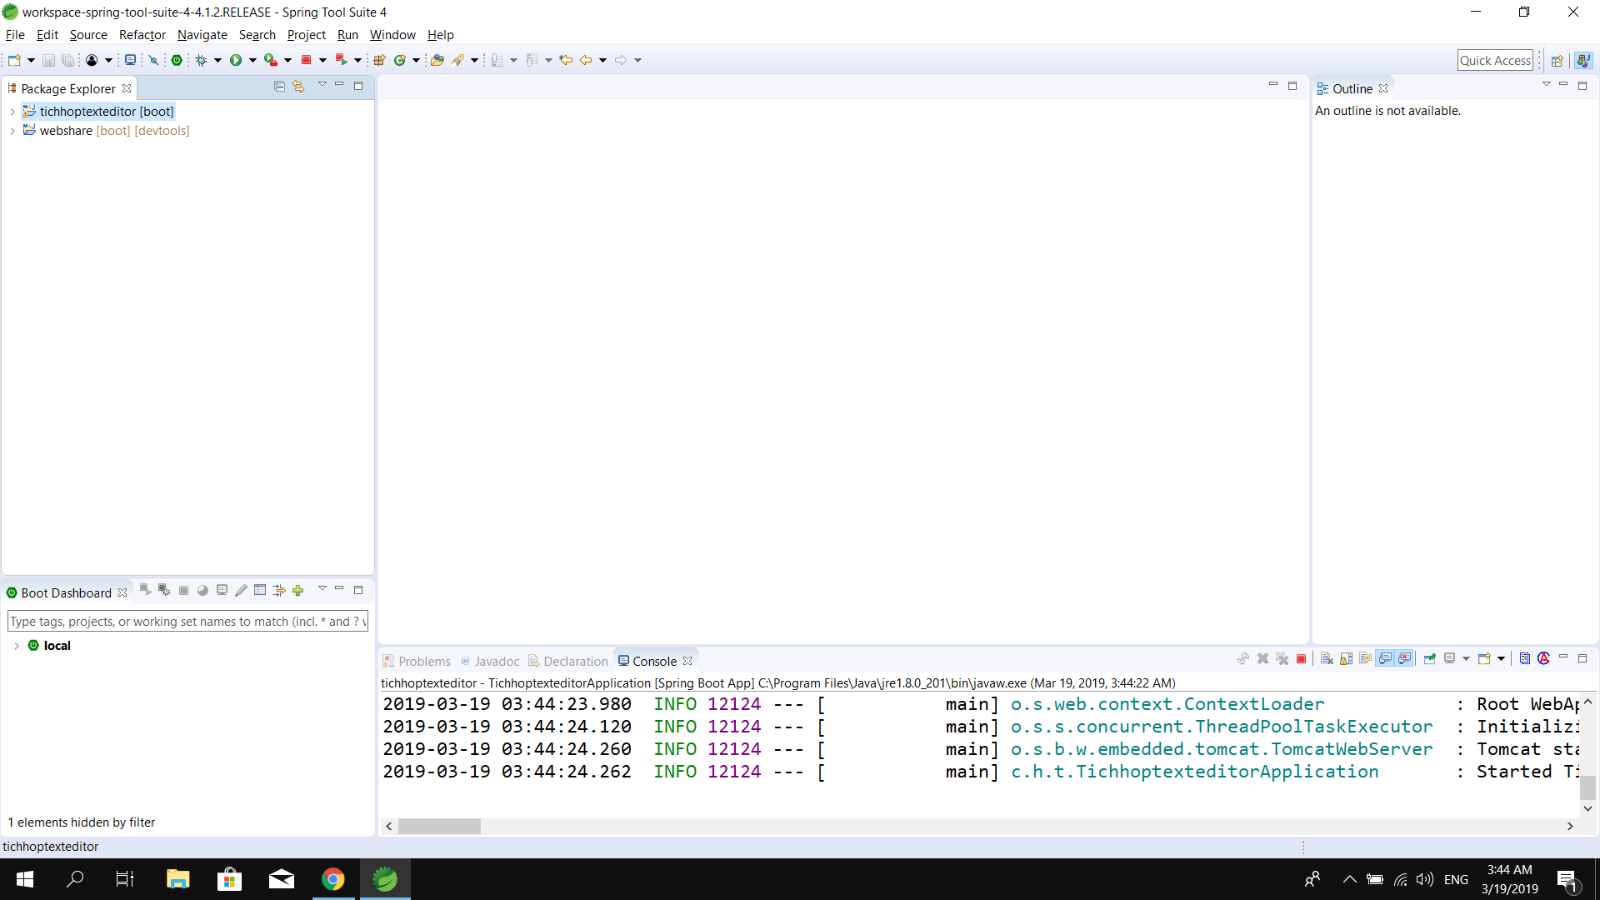 workspace-spring-tool-suite-4-4.1.2.RELEASE - Spring Tool Suite 4
File Edit Source Refactor Navigate Search Project Run Window Help
Quick Access
Package Explorer
tichhoptexteditor [boot]
webshare [boot] [devtools]
Outline
An outline is not available.
Boot Dashboard
Type tags, projects, or working set names to match (incl. * and ?
local
1 elements hidden by filter
Problems Javadoc Declaration Console
tichhoptexteditor - TichhoptexteditorApplication [Spring Boot App] C:\Program Files\Java\jre1.8.0_201\bin\javaw.exe (Mar 19, 2019, 3:44:22 AM)
2019-03-19 03:44:23.980 INFO 12124 --- [ main] o.s.web.context.ContextLoader : Root WebAp
2019-03-19 03:44:24.120 INFO 12124 --- [ main] o.s.s.concurrent.ThreadPoolTaskExecutor : Initializi
2019-03-19 03:44:24.260 INFO 12124 --- [ main] o.s.b.w.embedded.tomcat.TomcatWebServer : Tomcat sta
2019-03-19 03:44:24.262 INFO 12124 --- [ main] c.h.t.TichhoptexteditorApplication : Started Ti
tichhoptexteditor
ENG
3:44 AM
3/19/2019
1